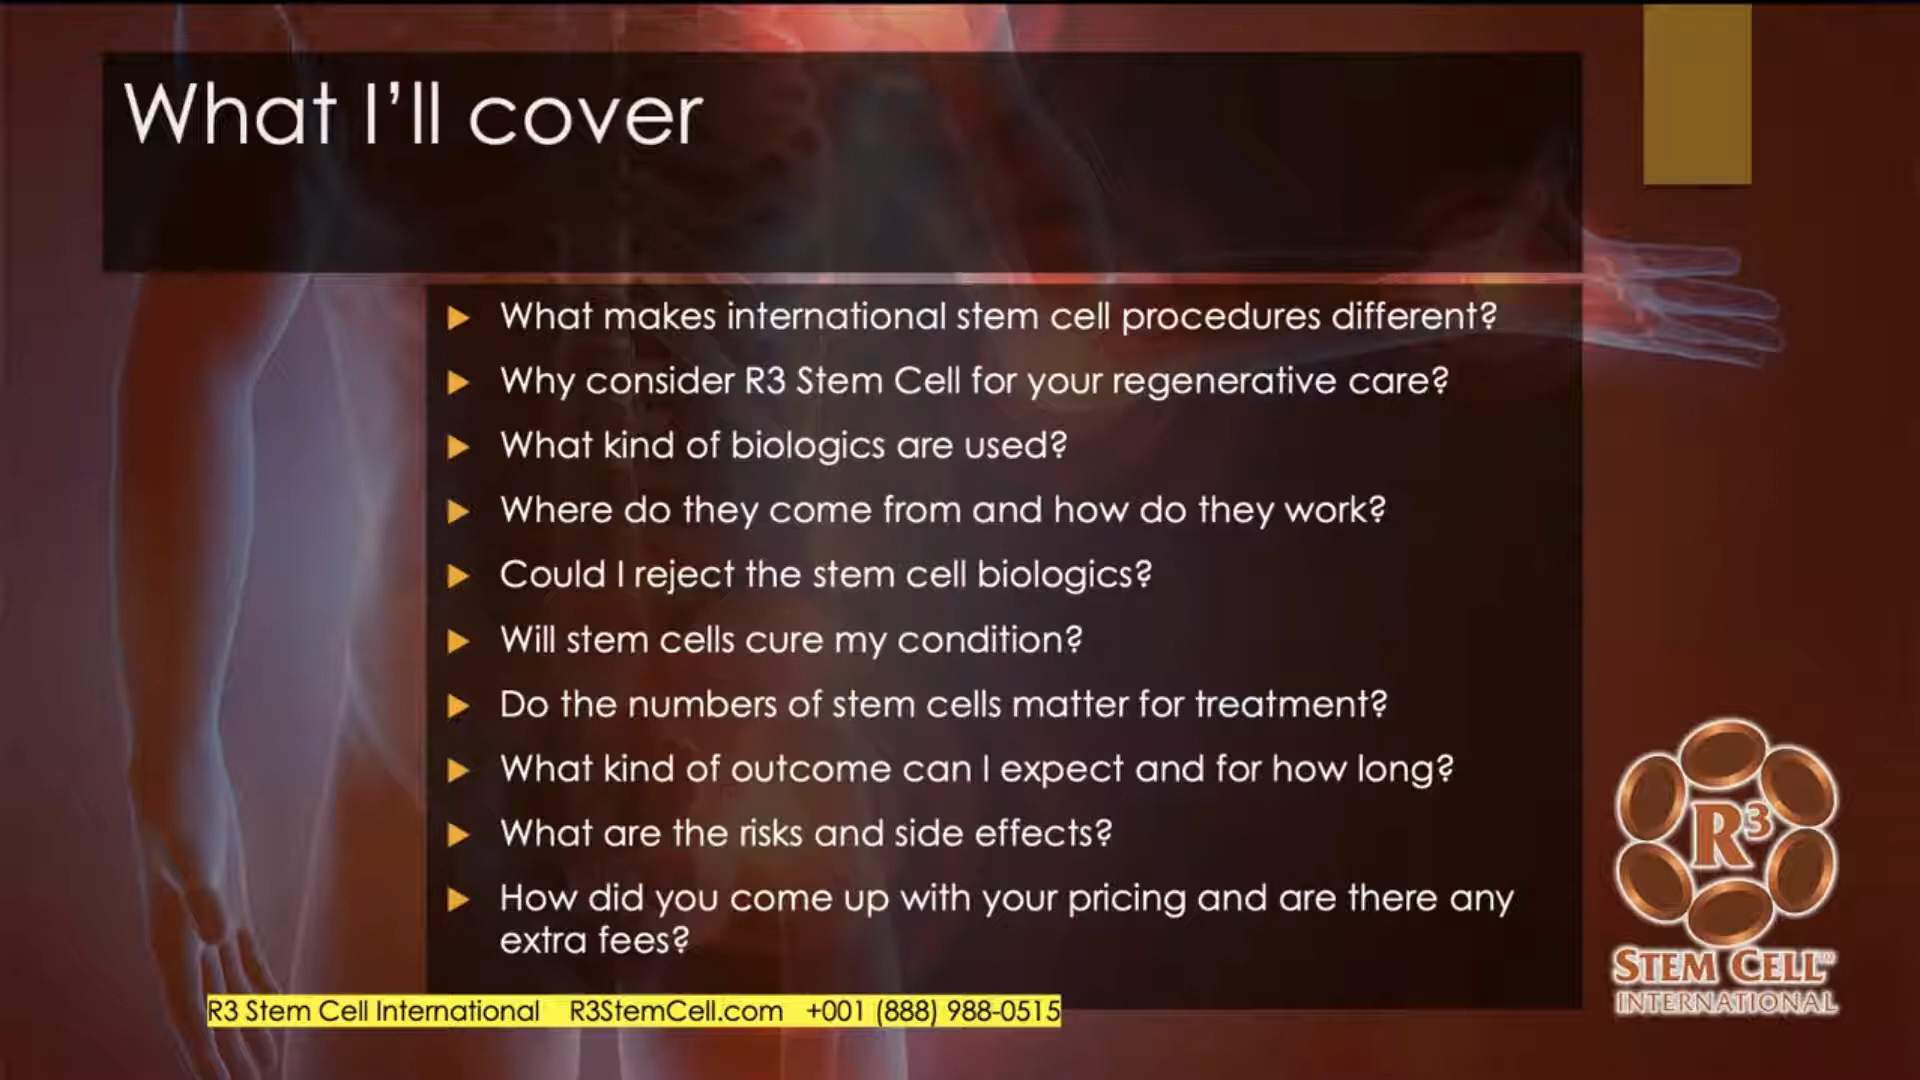 What I'll cover
What makes international stem cell procedures different?
Why consider R3 Stem Cell for your regenerative care?
What kind of biologics are used?
Where do they come from and how do they work?
Could I reject the stem cell biologics?
Will stem cells cure my condition?
Do the numbers of stem cells matter for treatment?
What kind of outcome can I expect and for how long?
What are the risks and side effects?
How did you come up with your pricing and are there any
extra fees?
R3 Stem Cell International R3StemCell.com +001 (888) 988-0515
R³
STEM CELL™
INTERNATIONAL